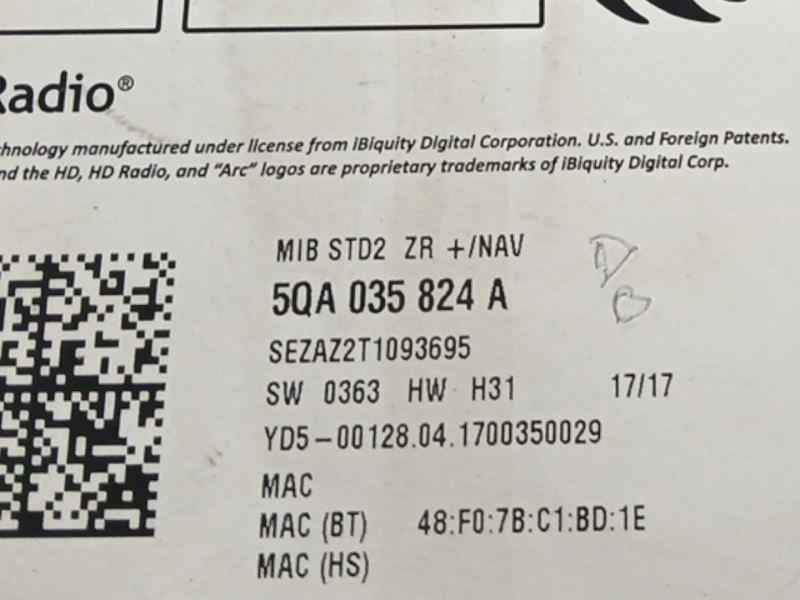 Radio®
chnology manufactured under license from iBiquity Digital Corporation. U.S. and Foreign Patents.
nd the HD, HD Radio, and “Arc” logos are proprietary trademarks of iBiquity Digital Corp.
MIB STD2 ZR +/NAV
5QA 035 824 A
SEZAZ2T1093695
SW 0363 HW H31 17/17
YD5-00128.04.1700350029
MAC
MAC (BT) 48:F0:7B:C1:BD:1E
MAC (HS)